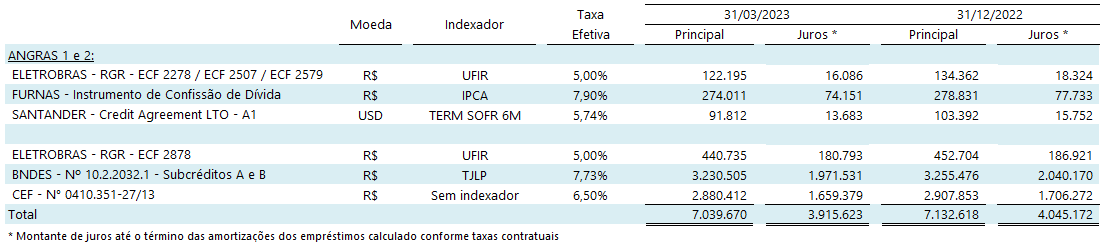 31/03/2023 31/12/2022
Moeda Indexador Taxa Efetiva Principal Juros * Principal Juros *
ANGRAS 1 e 2:
ELETROBRAS - RGR - ECF 2278 / ECF 2507 / ECF 2579 R$ UFIR 5,00% 122.195 16.086 134.362 18.324
FURNAS - Instrumento de Confissão de Dívida R$ IPCA 7,90% 274.011 74.151 278.831 77.733
SANTANDER - Credit Agreement LTO - A1 USD TERM SOFR 6M 5,74% 91.812 13.683 103.392 15.752
ELETROBRAS - RGR - ECF 2878 R$ UFIR 5,00% 440.735 180.793 452.704 186.921
BNDES - Nº 10.2.2032.1 - Subcréditos A e B R$ TJLP 7,73% 3.230.505 1.971.531 3.255.476 2.040.170
CEF - N° 0410.351-27/13 R$ Sem indexador 6,50% 2.880.412 1.659.379 2.907.853 1.706.272
Total 7.039.670 3.915.623 7.132.618 4.045.172
* Montante de juros até o término das amortizações dos empréstimos calculado conforme taxas contratuais